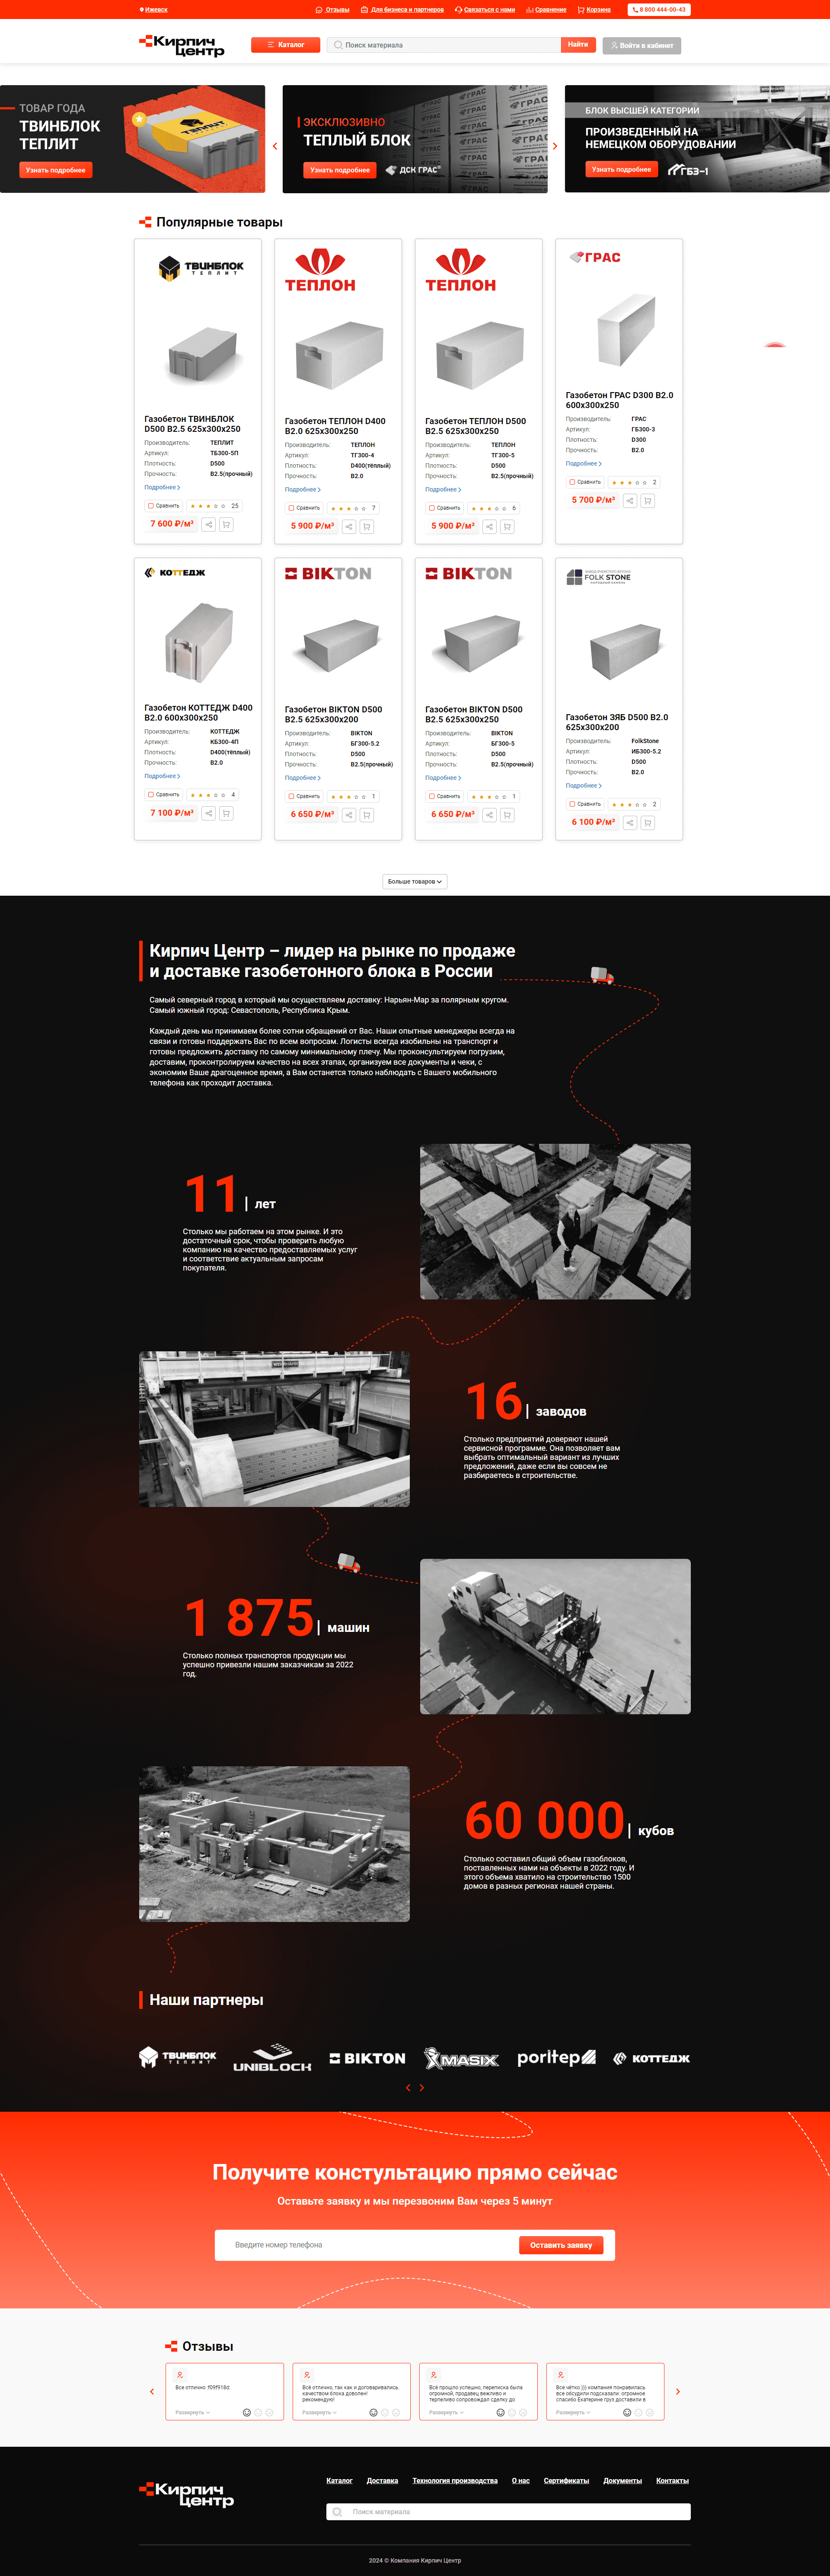 Ижевск
Отзывы
Для бизнеса и партнеров
Связаться с нами
Сравнение
Корзина
8 800 444-00-43
Кирпич
Центр
Каталог
Поиск материала
Найти
Войти в кабинет
ТОВАР ГОДА
ТВИНБЛОК
ТЕПЛИТ
Узнать подробнее
ЭКСКЛЮЗИВНО
ТЕПЛЫЙ БЛОК
Узнать подробнее
ДСК ГРАС
БЛОК ВЫСШЕЙ КАТЕГОРИИ
ПРОИЗВЕДЕННЫЙ НА
НЕМЕЦКОМ ОБОРУДОВАНИИ
Узнать подробнее
ГБЗ-1
Популярные товары
ТВИНБЛОК
ТЕПЛИТ
Газобетон ТВИНБЛОК
D500 B2.5 625х300х250
Производитель: ТЕПЛИТ
Артикул: ТБ300-5П
Плотность: D500
Прочность: B2.5(прочный)
Подробнее
Сравнить
25
7 600 ₽/м³
ТЕПЛОН
Газобетон ТЕПЛОН D400
B2.0 625х300х250
Производитель: ТЕПЛОН
Артикул: ТГ300-4
Плотность: D400(тёплый)
Прочность: B2.0
Подробнее
Сравнить
7
5 900 ₽/м³
ТЕПЛОН
Газобетон ТЕПЛОН D500
B2.5 625х300х250
Производитель: ТЕПЛОН
Артикул: ТГ300-5
Плотность: D500
Прочность: B2.5(прочный)
Подробнее
Сравнить
6
5 900 ₽/м³
ГРАС
Газобетон ГРАС D300 B2.0
600х300х250
Производитель: ГРАС
Артикул: ГБ300-3
Плотность: D300
Прочность: B2.0
Подробнее
Сравнить
2
5 700 ₽/м³
КОТТЕДЖ
Газобетон КОТТЕДЖ D400
B2.0 600х300х250
Производитель: КОТТЕДЖ
Артикул: КБ300-4П
Плотность: D400(тёплый)
Прочность: B2.0
Подробнее
Сравнить
4
7 100 ₽/м³
BIKTON
Газобетон BIKTON D500
B2.5 625х300х200
Производитель: BIKTON
Артикул: БГ300-5.2
Плотность: D500
Прочность: B2.5(прочный)
Подробнее
Сравнить
1
6 650 ₽/м³
BIKTON
Газобетон BIKTON D500
B2.5 625х300х250
Производитель: BIKTON
Артикул: БГ300-5
Плотность: D500
Прочность: B2.5(прочный)
Подробнее
Сравнить
1
6 650 ₽/м³
FOLK STONE
Газобетон ЗЯБ D500 B2.0
625х300х200
Производитель: FolkStone
Артикул: ИБ300-5.2
Плотность: D500
Прочность: B2.0
Подробнее
Сравнить
2
6 100 ₽/м³
Больше товаров
Кирпич Центр – лидер на рынке по продаже
и доставке газобетонного блока в России
Самый северный город в который мы осуществляем доставку: Нарьян-Мар за полярным кругом.
Самый южный город: Севастополь, Республика Крым.
Каждый день мы принимаем более сотни обращений от Вас. Наши опытные менеджеры всегда на
связи и готовы поддержать Вас по всем вопросам. Логисты всегда изобильны на транспорт и
готовы предложить доставку по самому минимальному плечу. Мы проконсультируем погрузим,
доставим, проконтролируем качество на всех этапах, организуем все документы и чеки, с
экономим Ваше драгоценное время, а Вам останется только наблюдать с Вашего мобильного
телефона как проходит доставка.
11 | лет
Столько мы работаем на этом рынке. И это
достаточный срок, чтобы проверить любую
компанию на качество предоставляемых услуг
и соответствие актуальным запросам
покупателя.
16 | заводов
Столько предприятий доверяют нашей
сервисной программе. Она позволяет вам
выбрать оптимальный вариант из лучших
предложений, даже если вы совсем не
разбираетесь в строительстве.
1 875 | машин
Столько полных транспортов продукции мы
успешно привезли нашим заказчикам за 2022
год.
60 000 | кубов
Столько составил общий объем газоблоков,
поставленных нами на объекты в 2022 году. И
этого объема хватило на строительство 1500
домов в разных регионах нашей страны.
Наши партнеры
ТВИНБЛОК
ТЕПЛИТ
UNIBLOCK
BIKTON
MASIX
poritep
КОТТЕДЖ
Получите констультацию прямо сейчас
Оставьте заявку и мы перезвоним Вам через 5 минут
Введите номер телефона
Оставить заявку
Отзывы
Все отлично :f09f918d:
Развернуть
Всё отлично, так как и договаривались.
качеством блока доволен!
рекомендую!
Развернуть
Всё прошло успешно, переписка была
огромной, продавец вежливо и
терпеливо сопровождал сделку до
Развернуть
Все чётко ))) компания понравилась
все обсудили подсказали. огромное
спасибо Екатерине груз доставили в
Развернуть
Кирпич
Центр
Каталог
Доставка
Технология производства
О нас
Сертификаты
Документы
Контакты
Поиск материала
2024 © Компания Кирпич Центр